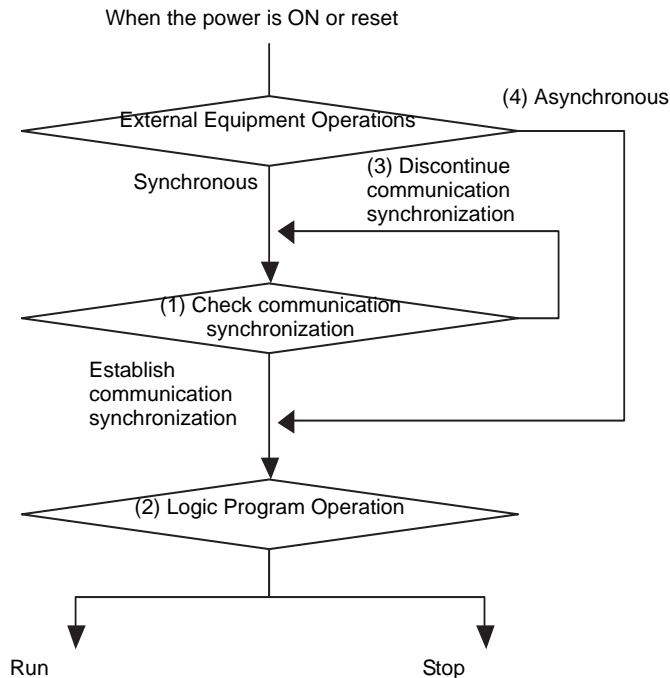 When the power is ON or reset
(4) Asynchronous
External Equipment Operations
(3) Discontinue
communication
synchronization
Synchronous
(1) Check communication
synchronization
Establish
communication
synchronization
(2) Logic Program Operation
Run
Stop